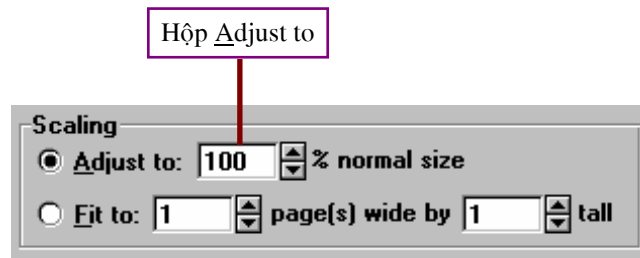 Hộp Adjust to
Scaling
Adjust to: 100 % normal size
Fit to: 1 page(s) wide by 1 tall